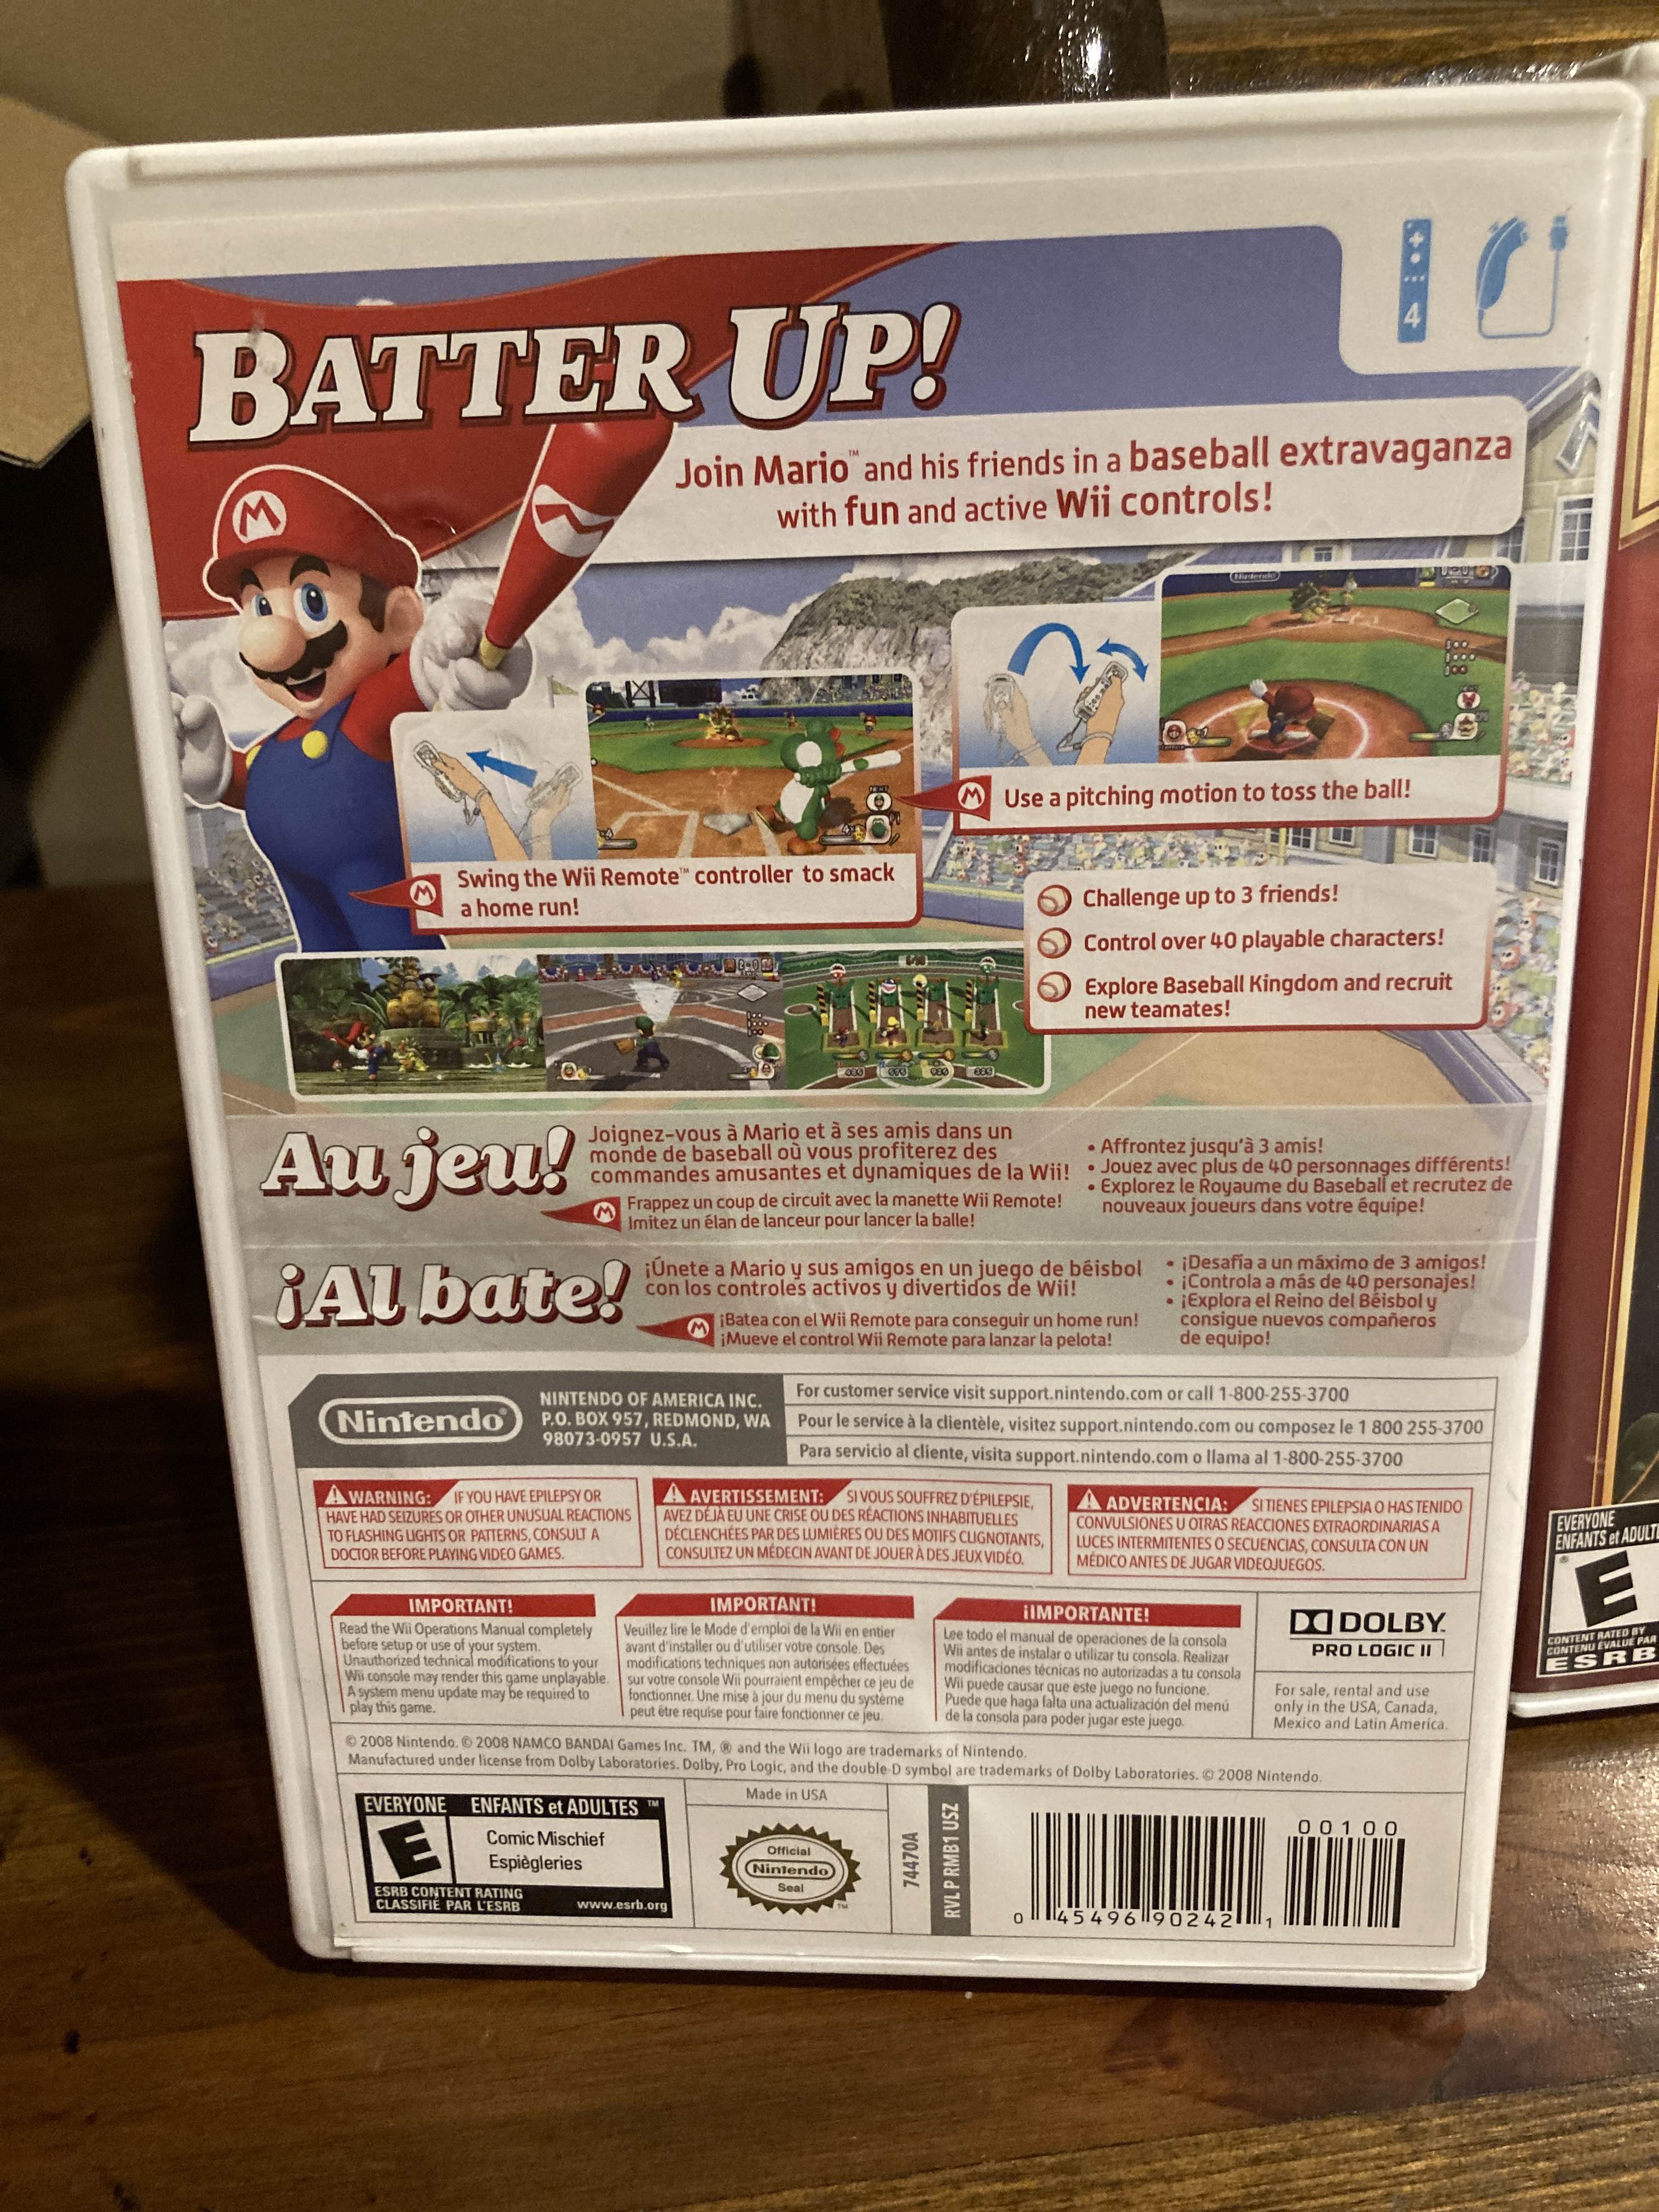 BATTER UP!
4
Join Mario™ and his friends in a baseball extravaganza
with fun and active Wii controls!
Nintendo
Use a pitching motion to toss the ball!
Swing the Wii Remote™ controller to smack
a home run!
Challenge up to 3 friends!
Control over 40 playable characters!
Explore Baseball Kingdom and recruit
new teamates!
Au jeu!
Joignez-vous à Mario et à ses amis dans un
monde de baseball où vous profiterez des
commandes amusantes et dynamiques de la Wii!
Frappez un coup de circuit avec la manette Wii Remote!
Imitez un élan de lanceur pour lancer la balle!
• Affrontez jusqu'à 3 amis!
• Jouez avec plus de 40 personnages différents!
• Explorez le Royaume du Baseball et recrutez de
nouveaux joueurs dans votre équipe!
¡Al bate!
¡Únete a Mario y sus amigos en un juego de béisbol
con los controles activos y divertidos de Wii!
¡Batea con el Wii Remote para conseguir un home run!
¡Mueve el control Wii Remote para lanzar la pelota!
• ¡Desafía a un máximo de 3 amigos!
• ¡Controla a más de 40 personajes!
• ¡Explora el Reino del Béisbol y
consigue nuevos compañeros
de equipo!
Nintendo®
NINTENDO OF AMERICA INC.
P.O. BOX 957, REDMOND, WA
98073-0957 U.S.A.
For customer service visit support.nintendo.com or call 1-800-255-3700
Pour le service à la clientèle, visitez support.nintendo.com ou composez le 1 800 255-3700
Para servicio al cliente, visita support.nintendo.com o llama al 1-800-255-3700
WARNING: IF YOU HAVE EPILEPSY OR
HAVE HAD SEIZURES OR OTHER UNUSUAL REACTIONS
TO FLASHING LIGHTS OR PATTERNS, CONSULT A
DOCTOR BEFORE PLAYING VIDEO GAMES.
AVERTISSEMENT: SI VOUS SOUFFREZ D'ÉPILEPSIE,
AVEZ DÉJÀ EU UNE CRISE OU DES RÉACTIONS INHABITUELLES
DÉCLENCHÉES PAR DES LUMIÈRES OU DES MOTIFS CLIGNOTANTS,
CONSULTEZ UN MÉDECIN AVANT DE JOUER À DES JEUX VIDÉO.
ADVERTENCIA: SI TIENES EPILEPSIA O HAS TENIDO
CONVULSIONES U OTRAS REACCIONES EXTRAORDINARIAS A
LUCES INTERMITENTES O SECUENCIAS, CONSULTA CON UN
MÉDICO ANTES DE JUGAR VIDEOJUEGOS.
IMPORTANT!
Read the Wii Operations Manual completely
before setup or use of your system.
Unauthorized technical modifications to your
Wii console may render this game unplayable.
A system menu update may be required to
play this game.
IMPORTANT!
Veuillez lire le Mode d'emploi de la Wii en entier
avant d'installer ou d'utiliser votre console. Des
modifications techniques non autorisées effectuées
sur votre console Wii pourraient empêcher ce jeu de
fonctionner. Une mise à jour du menu du système
peut être requise pour faire fonctionner ce jeu.
¡IMPORTANTE!
Lee todo el manual de operaciones de la consola
Wii antes de instalar o utilizar tu consola. Realizar
modificaciones técnicas no autorizadas a tu consola
Wii puede causar que este juego no funcione.
Puede que haga falta una actualización del menú
de la consola para poder jugar este juego.
DOLBY
PRO LOGIC II
For sale, rental and use
only in the USA, Canada,
Mexico and Latin America.
© 2008 Nintendo. © 2008 NAMCO BANDAI Games Inc. TM, ® and the Wii logo are trademarks of Nintendo.
Manufactured under license from Dolby Laboratories. Dolby, Pro Logic, and the double-D symbol are trademarks of Dolby Laboratories. © 2008 Nintendo.
EVERYONE ENFANTS et ADULTES ™
E
Comic Mischief
Espiègleries
ESRB CONTENT RATING
CLASSIFIÉ PAR L'ESRB
www.esrb.org
Made in USA
Official
Nintendo
Seal
™
74470A
RVL P RMB1 USZ
0 45496 90242 1
00100
EVERYONE
ENFANTS et ADULTE
E
CONTENT RATED BY
CONTENU ÉVALUÉ PAR
ESRB